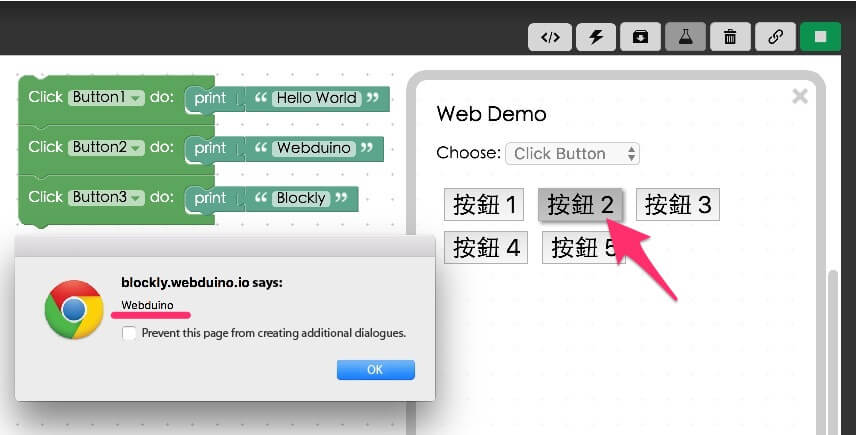 </>
Click Button1 do: print “ Hello World ”
Click Button2 do: print “ Webduino ”
Click Button3 do: print “ Blockly ”
Web Demo
Choose: Click Button
按鈕 1 按鈕 2 按鈕 3
按鈕 4 按鈕 5
blockly.webduino.io says:
Webduino
Prevent this page from creating additional dialogues.
OK